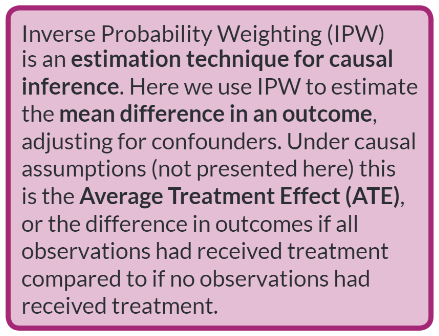 Inverse Probability Weighting (IPW)
is an estimation technique for causal
inference. Here we use IPW to estimate
the mean difference in an outcome,
adjusting for confounders. Under causal
assumptions (not presented here) this
is the Average Treatment Effect (ATE),
or the difference in outcomes if all
observations had received treatment
compared to if no observations had
received treatment.